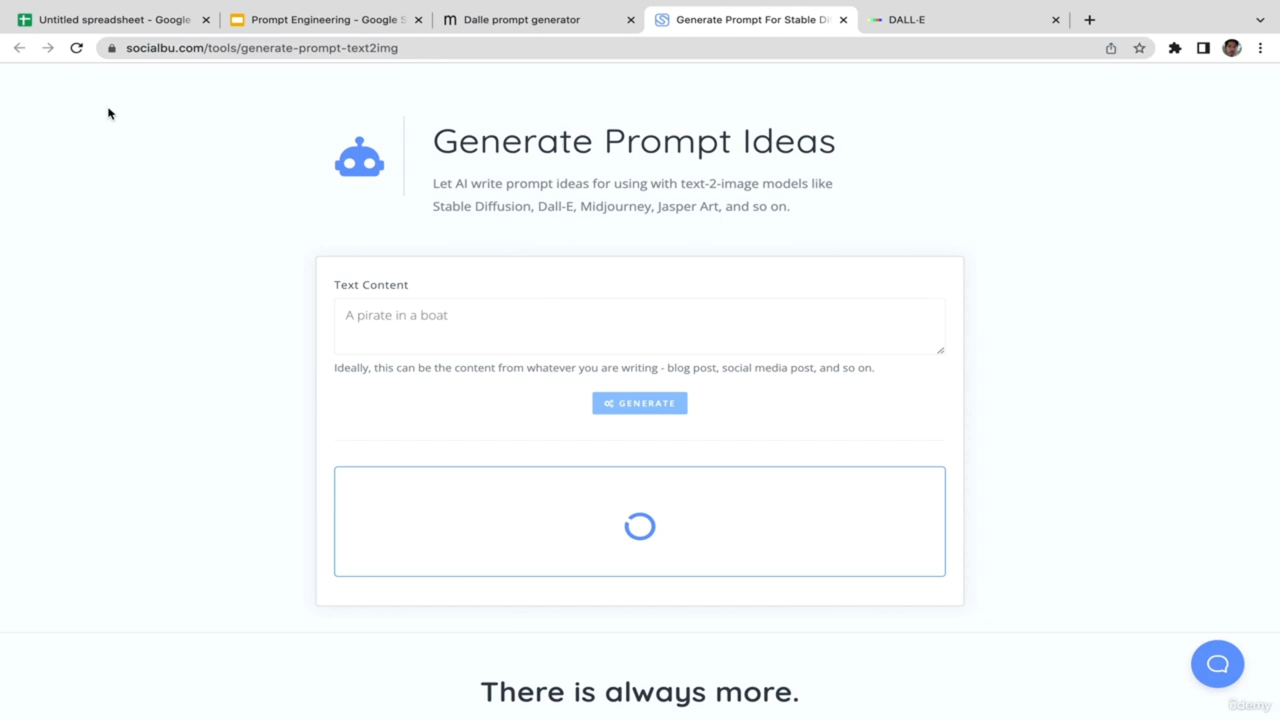 Untitled spreadsheet - Google
Prompt Engineering - Google S
Dalle prompt generator
Generate Prompt For Stable Di
DALL·E
socialbu.com/tools/generate-prompt-text2img
Generate Prompt Ideas
Let AI write prompt ideas for using with text-2-image models like
Stable Diffusion, Dall-E, Midjourney, Jasper Art, and so on.
Text Content
A pirate in a boat
Ideally, this can be the content from whatever you are writing - blog post, social media post, and so on.
GENERATE
There is always more.
ûdemy